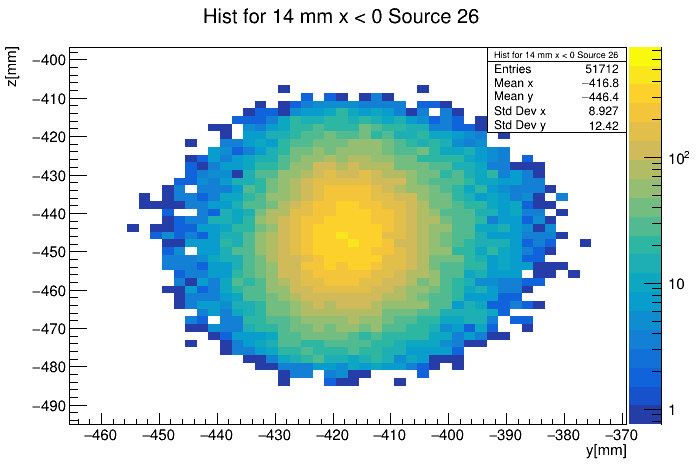 Hist for 14 mm x < 0 Source 26
z[mm]
Hist for 14 mm x < 0 Source 26
Entries 51712
Mean x −416.8
Mean y −446.4
Std Dev x 8.927
Std Dev y 12.42
−400
−410
−420
−430
−440
−450
−460
−470
−480
−490
10²
10
1
−460 −450 −440 −430 −420 −410 −400 −390 −380 −370
y[mm]